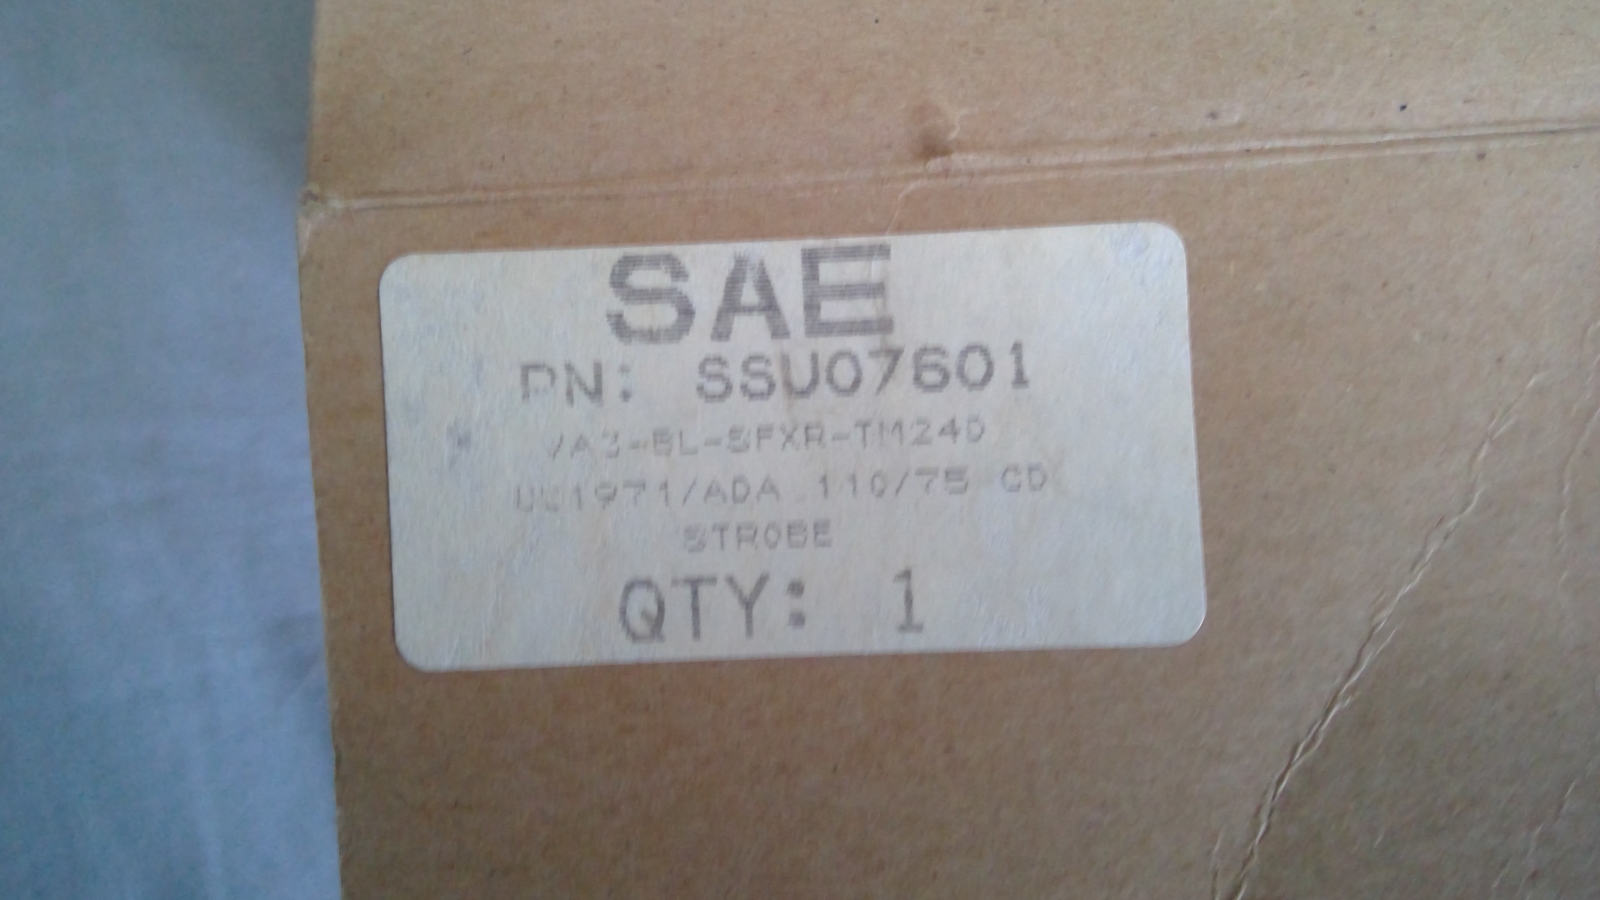 SAE
PN: SSU07601
VA3-BL-SFXR-TM24D
UL1971/ADA 110/75 CD
STROBE
QTY: 1